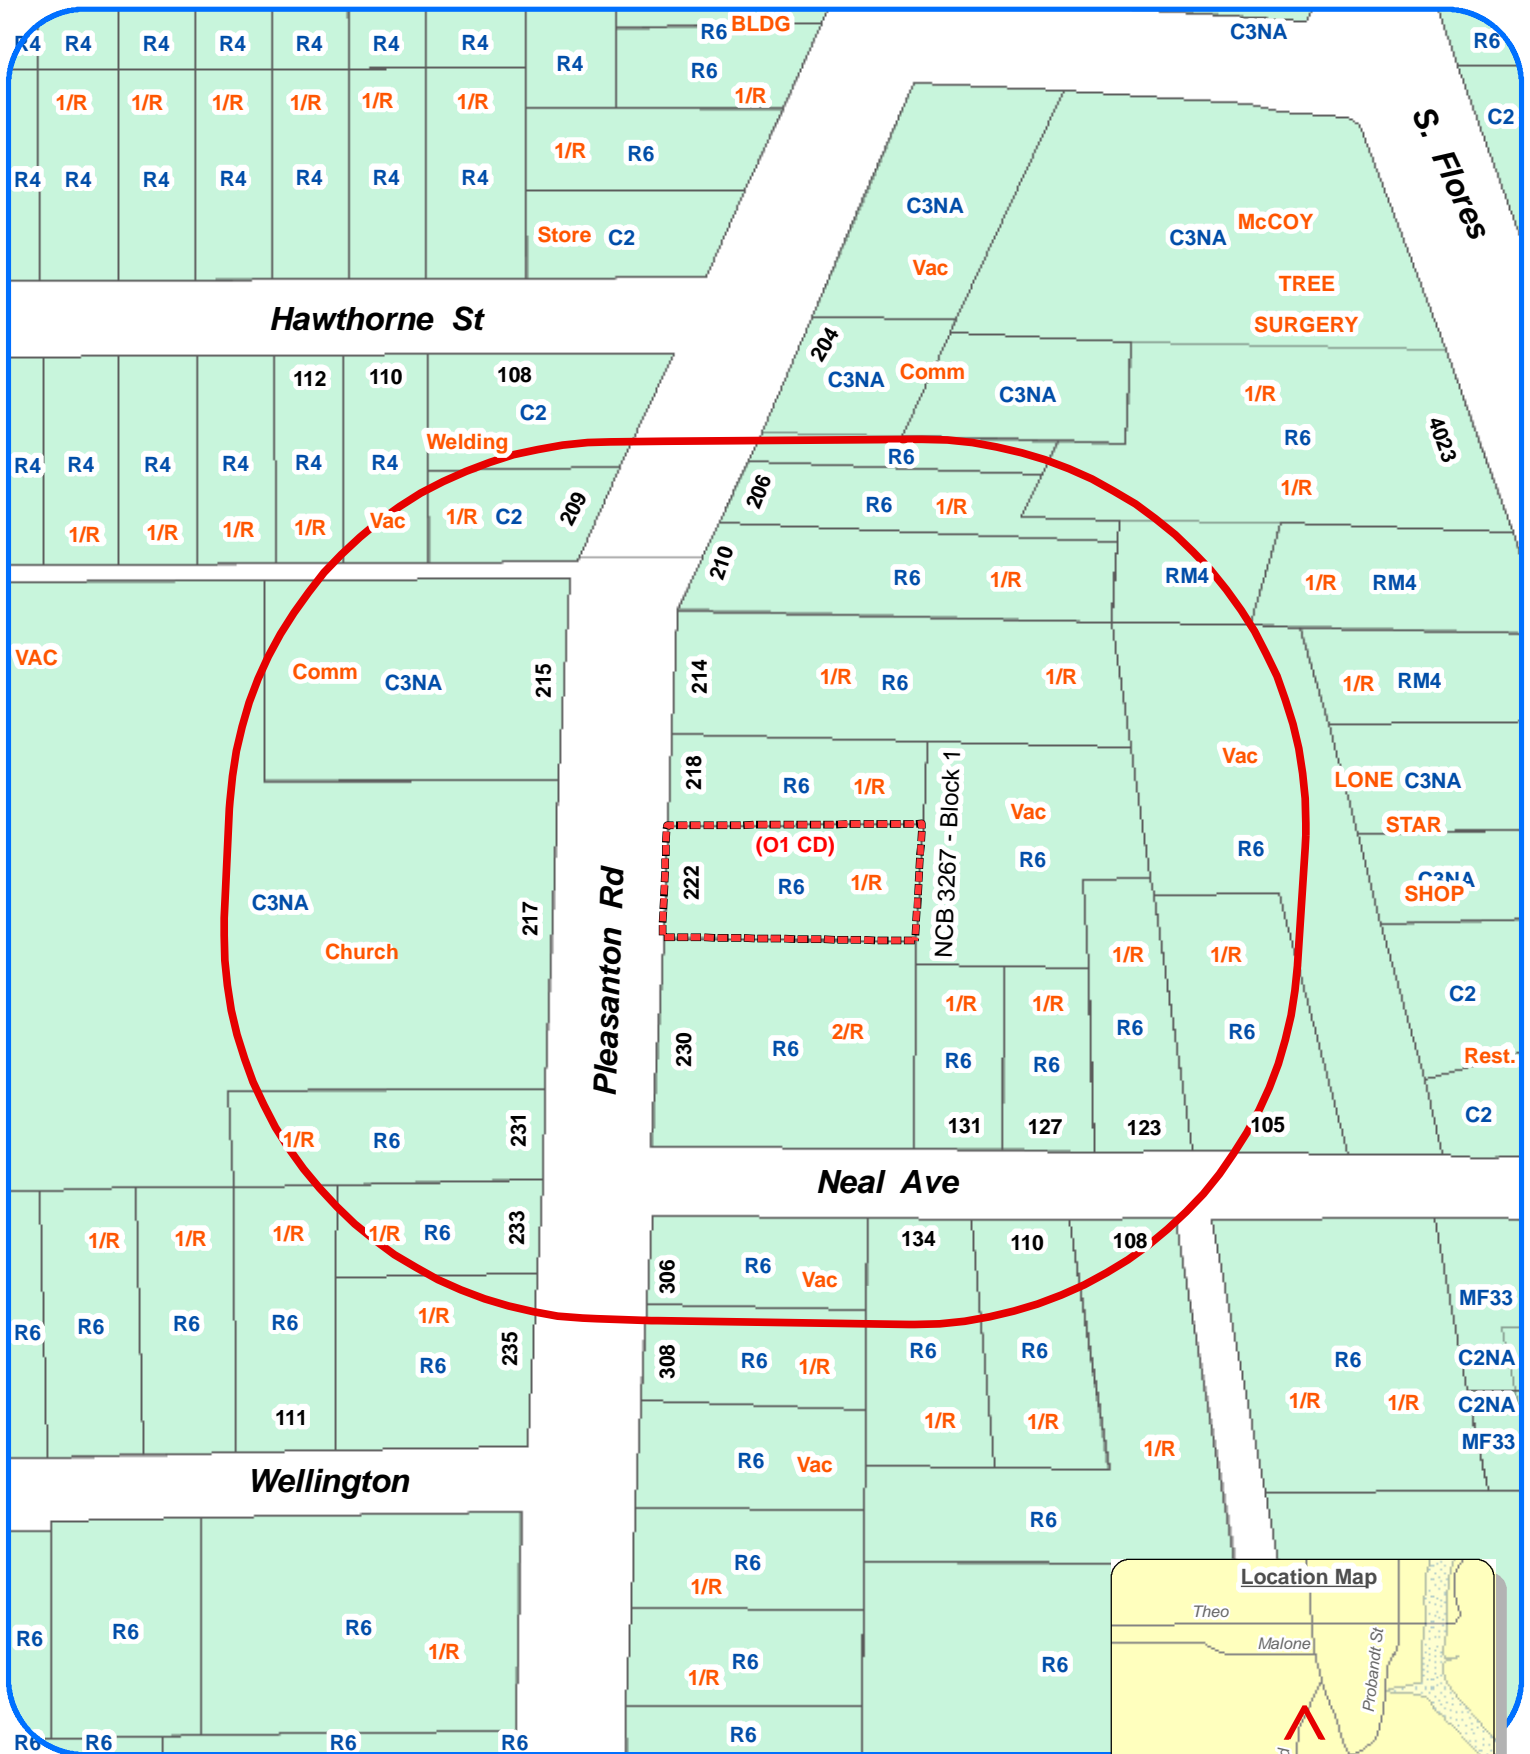 R4 R4 R4 R4 R4 R4 R4
R4
R6 BLDG
R6
1/R
C3NA
R6
C2
1/R 1/R 1/R 1/R 1/R 1/R
1/R R6
R4 R4 R4 R4 R4 R4 R4
Store C2
S. Flores
C3NA
Vac
C3NA McCOY
TREE
SURGERY
Hawthorne St
204
C3NA Comm
C3NA
1/R
R6
1/R
4023
112 110 108
C2
Welding
R4 R4 R4 R4 R4 R4
1/R 1/R 1/R 1/R Vac
1/R C2 209
R6
206 R6 1/R
210 R6 1/R
RM4
1/R RM4
VAC
Comm C3NA 215
214 1/R R6 1/R
1/R RM4
218 R6 1/R
NCB 3267 - Block 1
Vac
R6
Vac
R6
LONE C3NA
STAR
C3NA
SHOP
(O1 CD)
222 R6 1/R
C3NA
Church
217
Pleasanton Rd
230 R6 2/R
1/R 1/R 1/R 1/R
R6 R6 R6 R6
131 127 123 105
C2
Rest.
C2
1/R R6 231
Neal Ave
1/R 1/R 1/R 1/R R6 233
R6 R6 R6 R6
1/R
R6 235
111
306 R6 Vac
134 110 108
308 R6 1/R
R6 R6
1/R 1/R 1/R
R6
1/R 1/R
MF33
C2NA
C2NA
MF33
Wellington
R6 Vac
R6
R6
1/R
R6 R6 R6
1/R
R6
1/R
R6
R6 R6 R6 R6
R6
Location Map
Theo
Malone
Probandt St